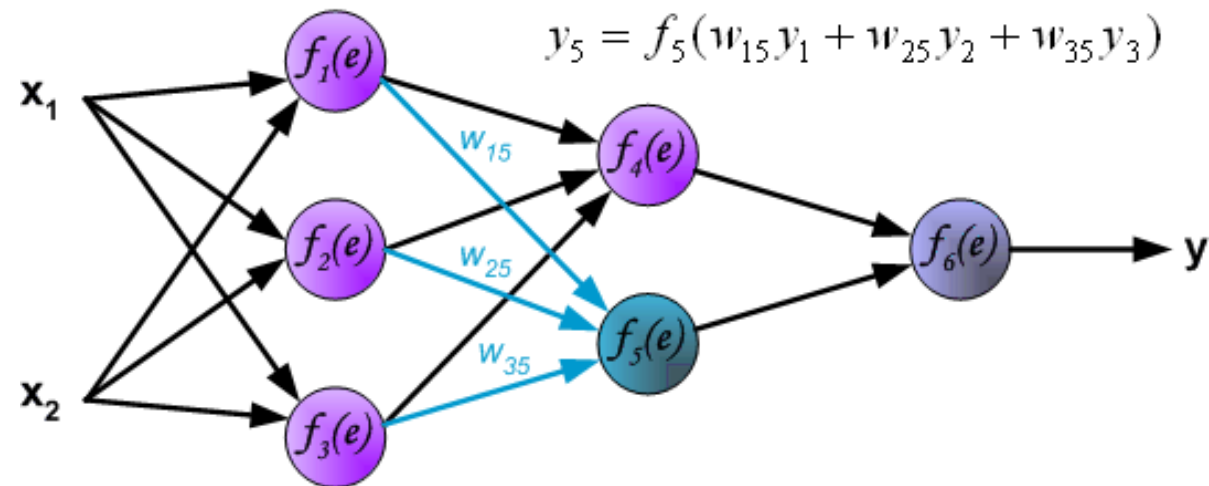 y₅ = f₅(w₁₅y₁ + w₂₅y₂ + w₃₅y₃)
f₁(e)
x₁
w₁₅
f₄(e)
f₂(e)
w₂₅
f₆(e)
y
f₅(e)
w₃₅
x₂
f₃(e)